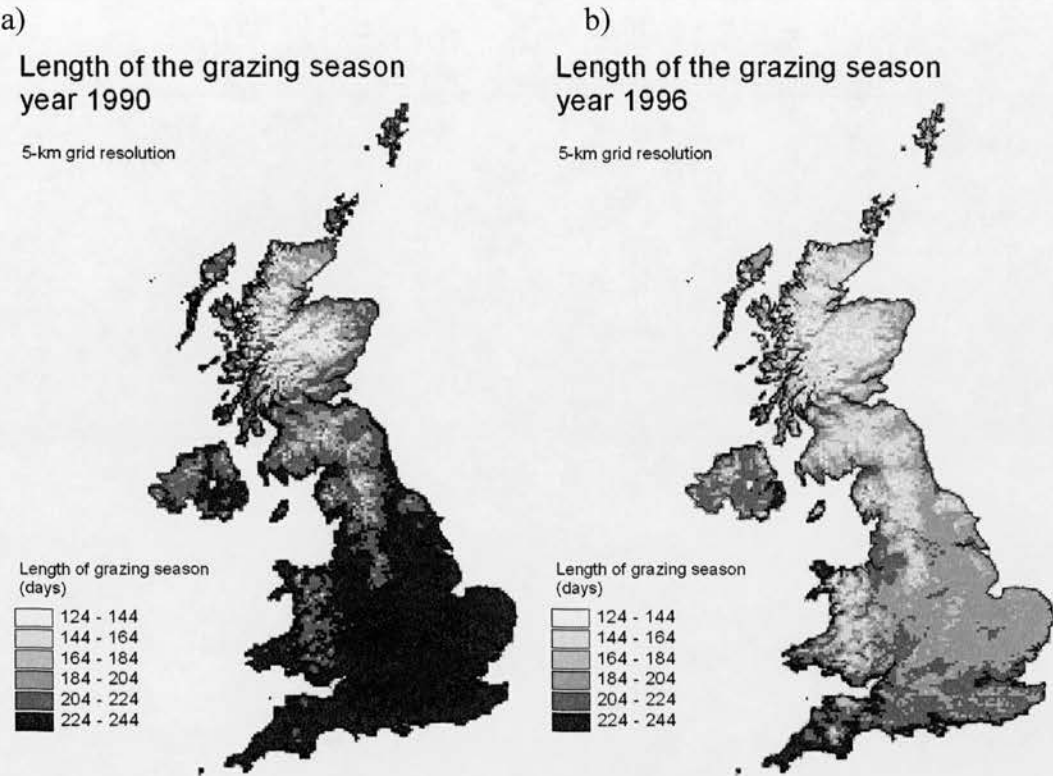 a)
Length of the grazing season
year 1990
5-km grid resolution
Length of grazing season
(days)
124 - 144
144 - 164
164 - 184
184 - 204
204 - 224
224 - 244
b)
Length of the grazing season
year 1996
5-km grid resolution
Length of grazing season
(days)
124 - 144
144 - 164
164 - 184
184 - 204
204 - 224
224 - 244